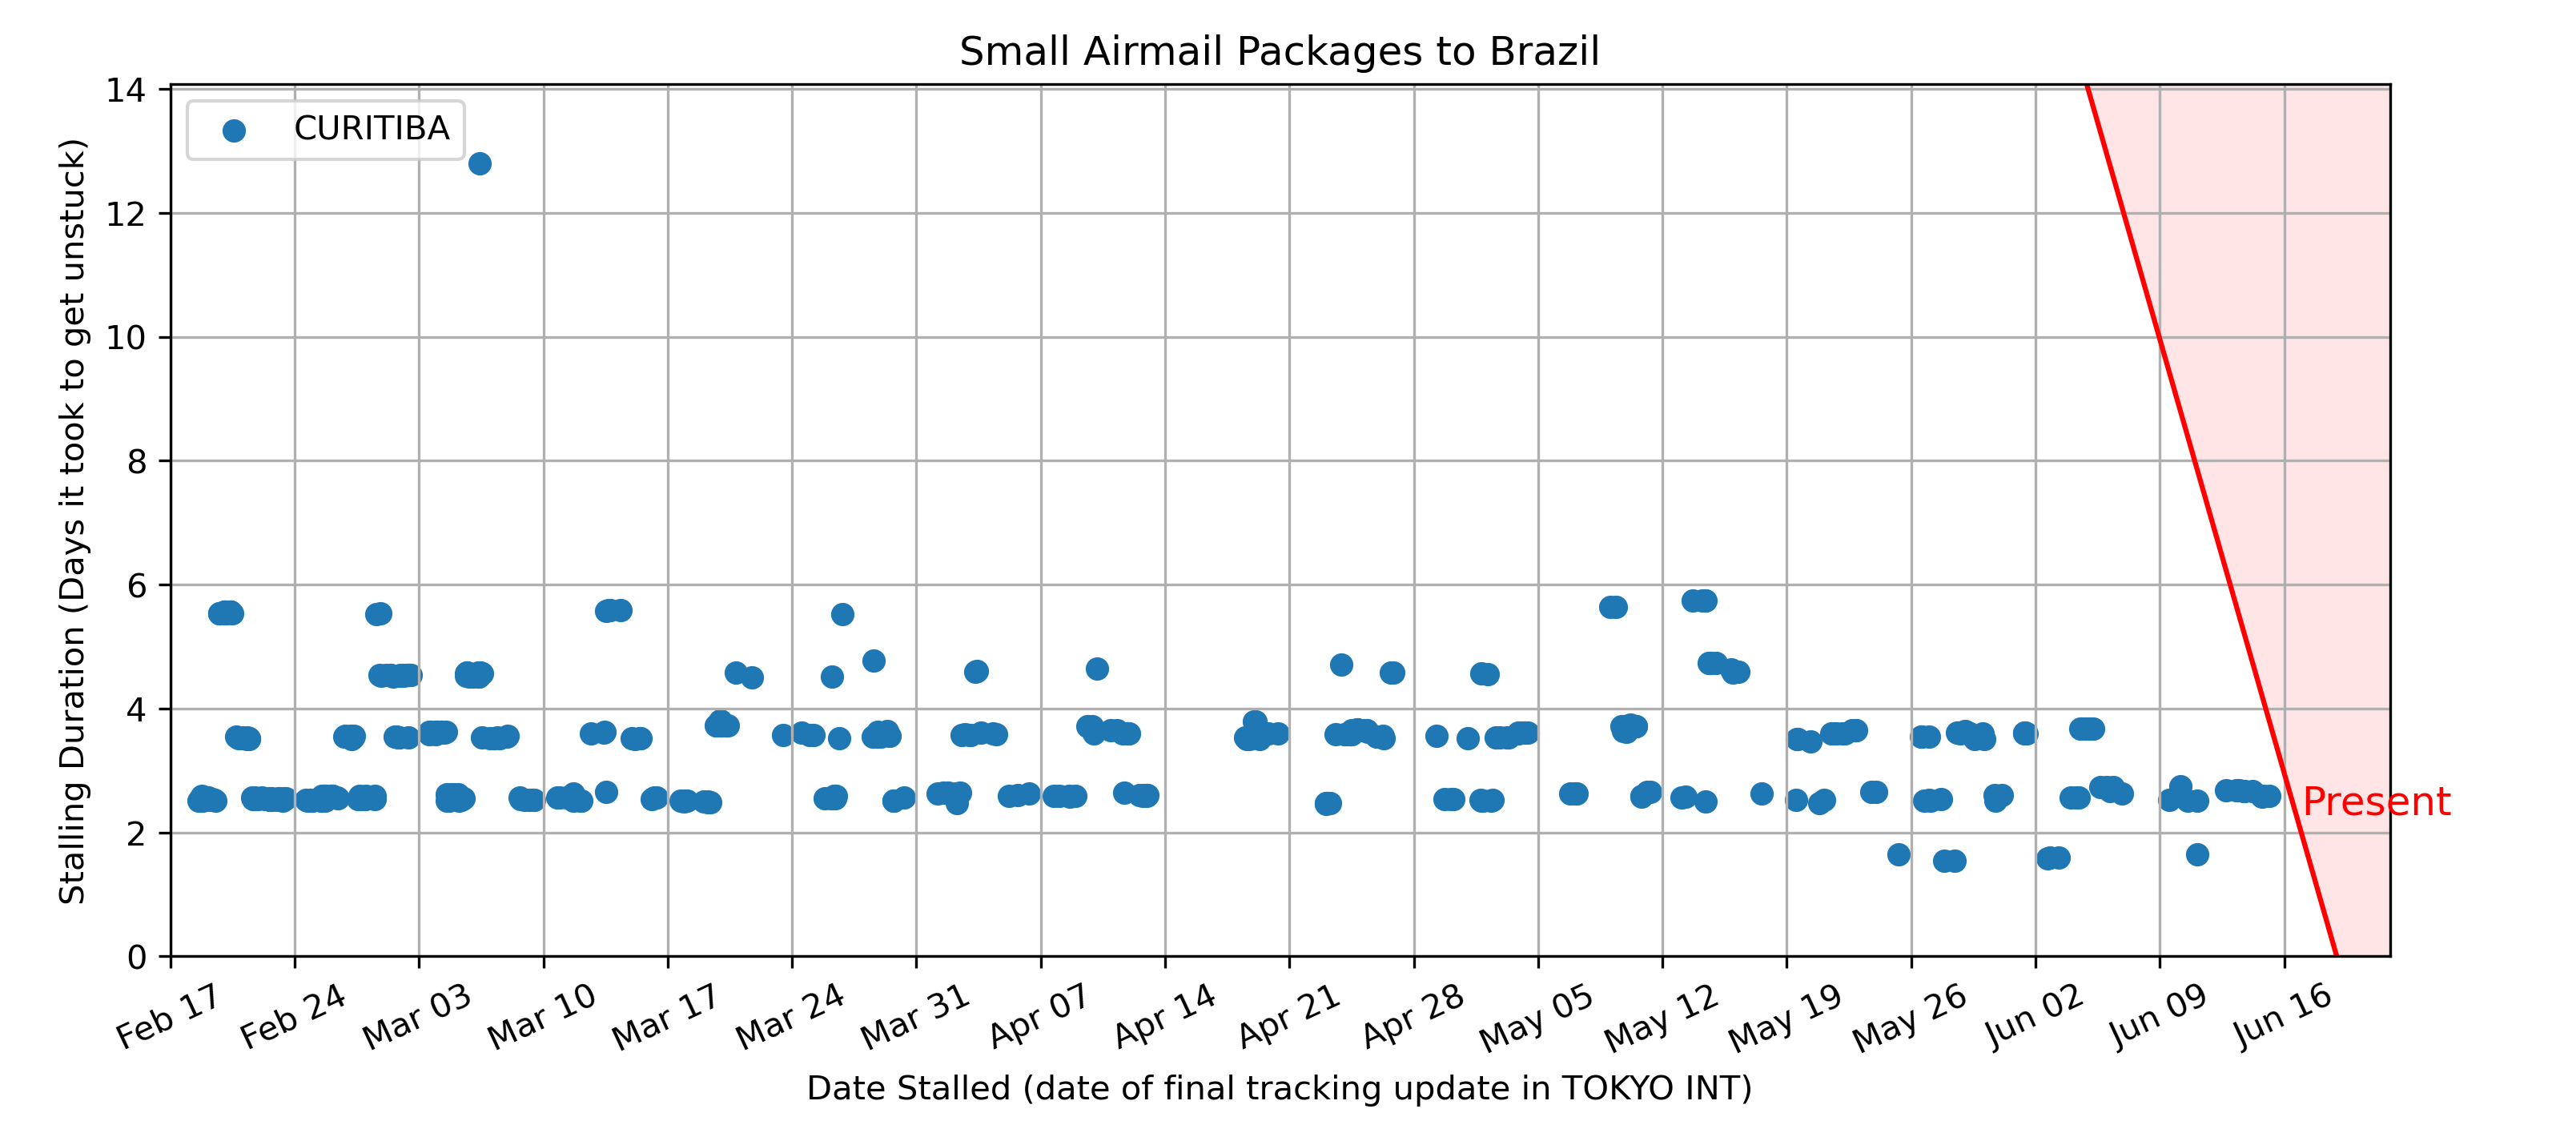 Small Airmail Packages to Brazil
Stalling Duration (Days it took to get unstuck)
14
12
10
8
6
4
2
0
CURITIBA
Present
Feb 17
Feb 24
Mar 03
Mar 10
Mar 17
Mar 24
Mar 31
Apr 07
Apr 14
Apr 21
Apr 28
May 05
May 12
May 19
May 26
Jun 02
Jun 09
Jun 16
Date Stalled (date of final tracking update in TOKYO INT)